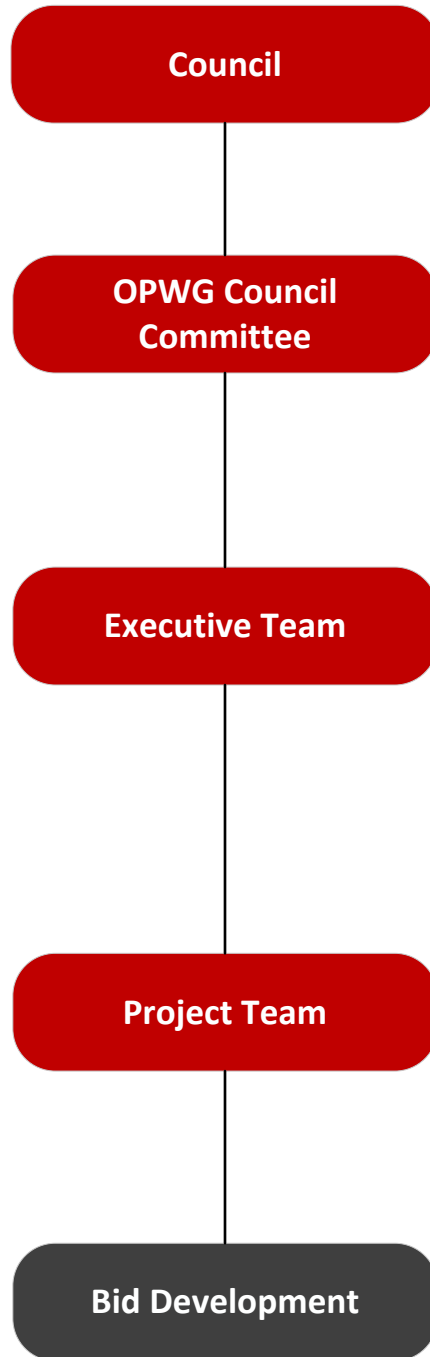 Council
OPWG Council
Committee
Executive Team
Project Team
Bid Development